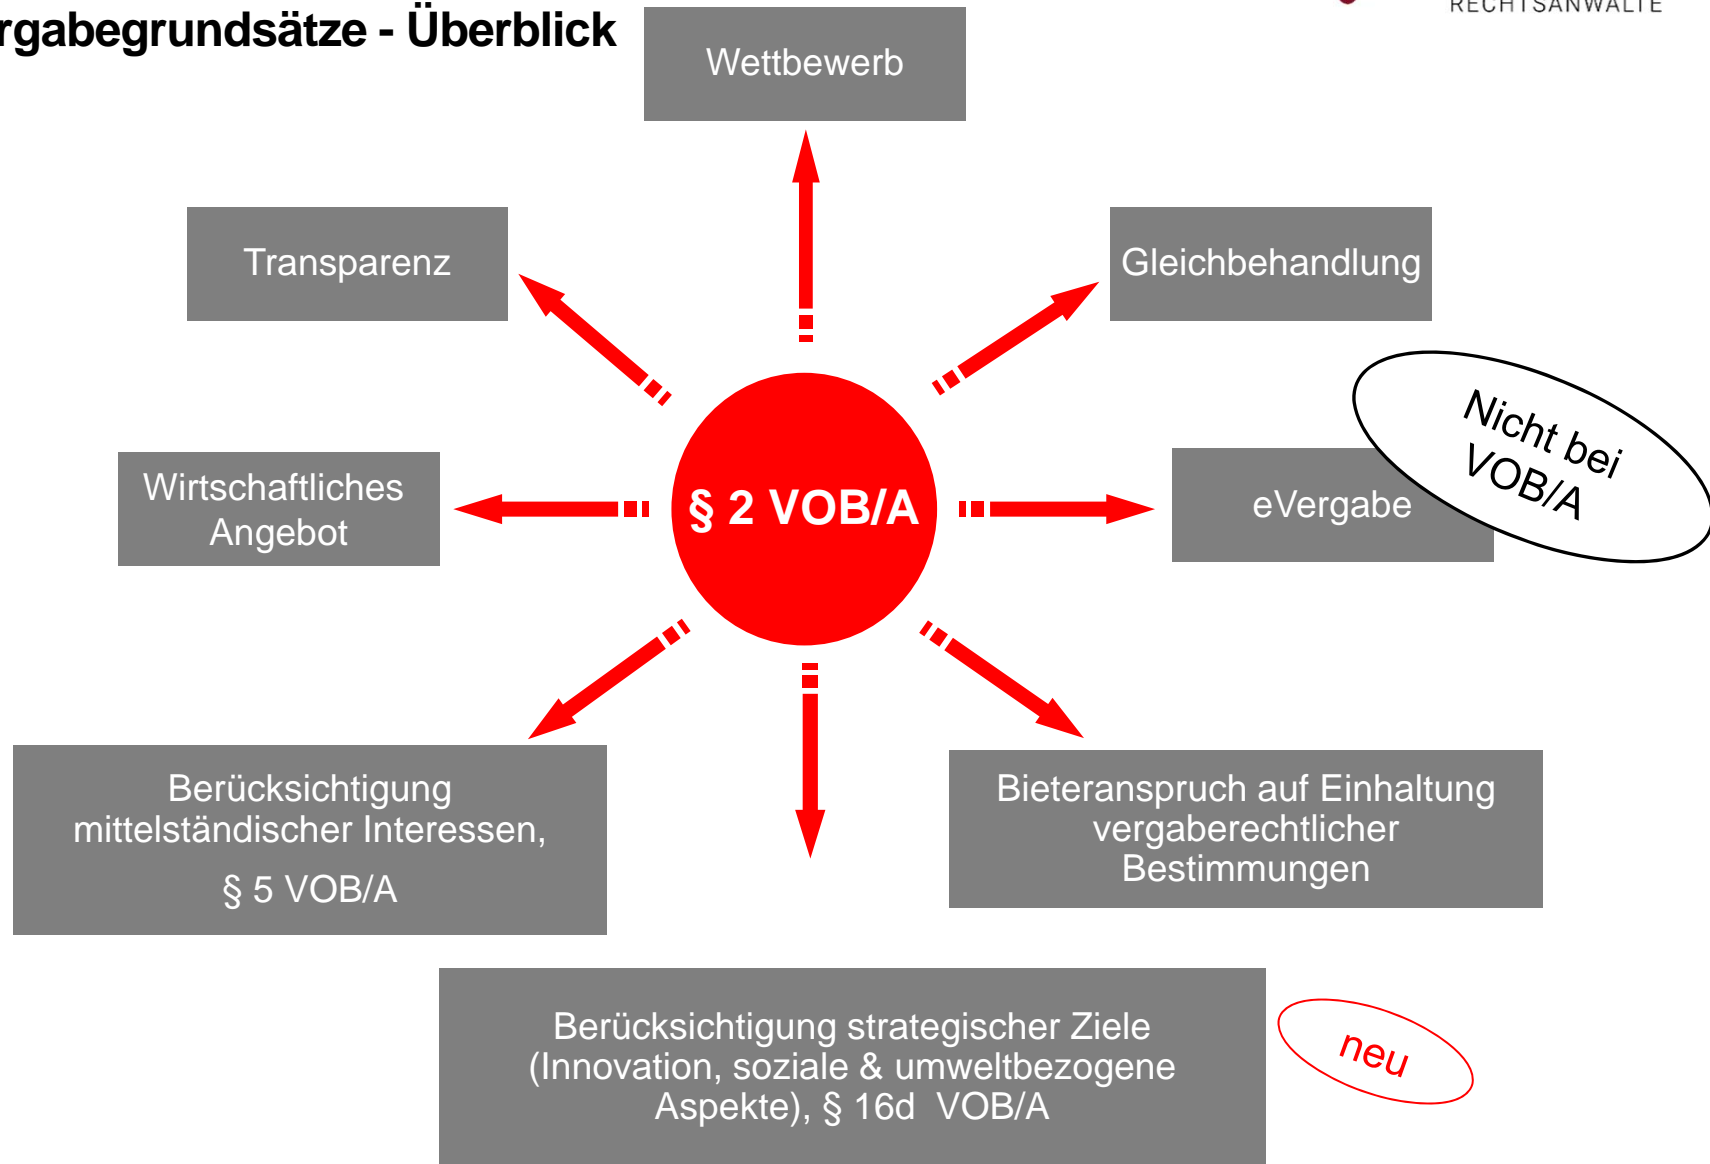 rgabegrundsätze - Überblick
RECHTSANWÄLTE
Wettbewerb
Transparenz
Gleichbehandlung
Nicht bei
VOB/A
Wirtschaftliches
Angebot
§ 2 VOB/A
eVergabe
Berücksichtigung
mittelständischer Interessen,
§ 5 VOB/A
Bieteranspruch auf Einhaltung
vergaberechtlicher
Bestimmungen
Berücksichtigung strategischer Ziele
(Innovation, soziale & umweltbezogene
Aspekte), § 16d VOB/A
neu